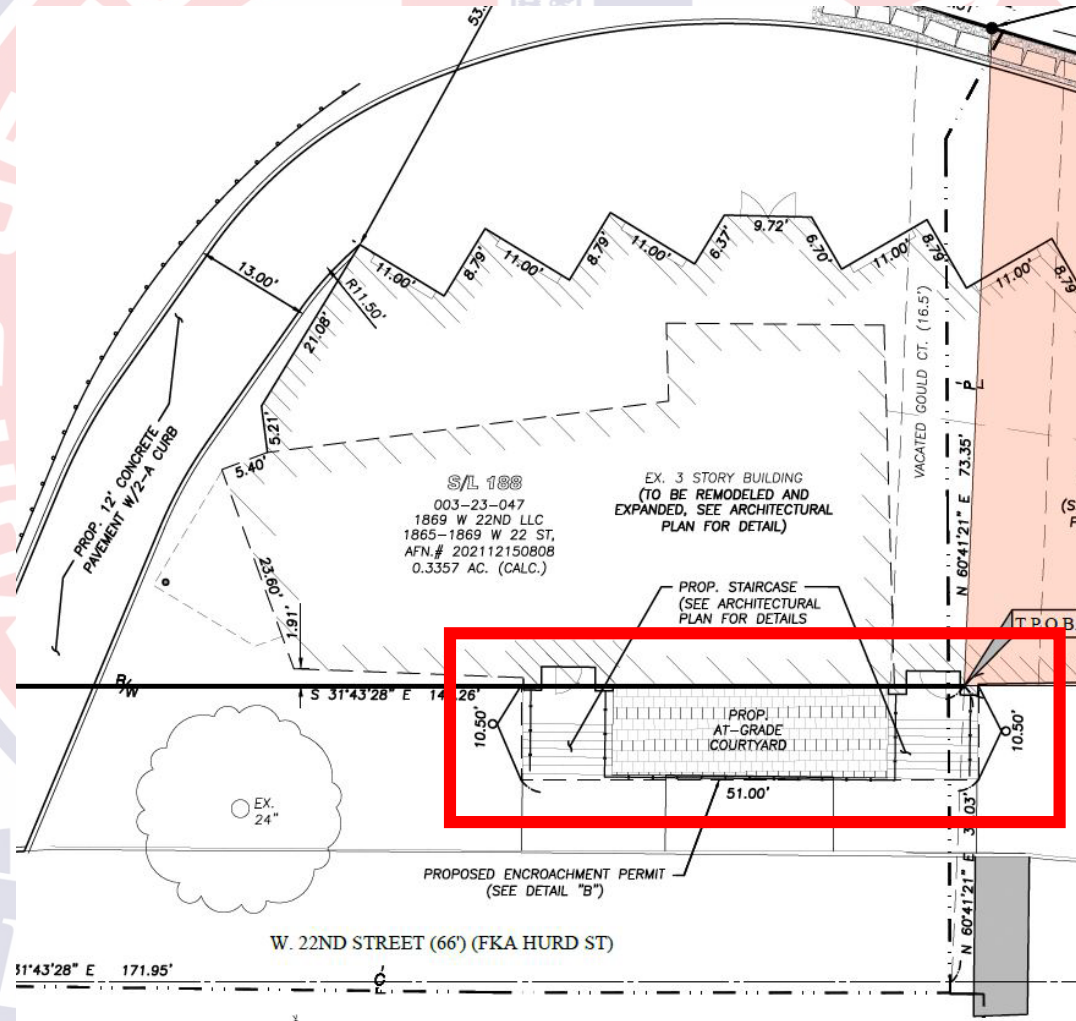 13.00'
R11.50'
21.08'
11.00'
8.79'
11.00'
8.79'
11.00'
6.37'
9.72'
6.70'
11.00'
8.79'
11.00'
8.79'
5.21'
5.40'
23.60'
1.91'
PROP. 12' CONCRETE
PAVEMENT W/2-A CURB
S/L 188
003-23-047
1869 W 22ND LLC
1865-1869 W 22 ST,
AFN.# 202112150808
0.3357 AC. (CALC.)
EX. 3 STORY BUILDING
(TO BE REMODELED AND
EXPANDED, SEE ARCHITECTURAL
PLAN FOR DETAIL)
VACATED GOULD CT. (16.5')
PL
N 60°41'21" E 73.35'
PROP. STAIRCASE
(SEE ARCHITECTURAL
PLAN FOR DETAILS
R/W
S 31°43'28" E
10.50'
PROP.
AT-GRADE
COURTYARD
10.50'
51.00'
EX.
24"
PROPOSED ENCROACHMENT PERMIT
(SEE DETAIL "B")
N 60°41'21" E
W. 22ND STREET (66') (FKA HURD ST)
31°43'28" E 171.95'